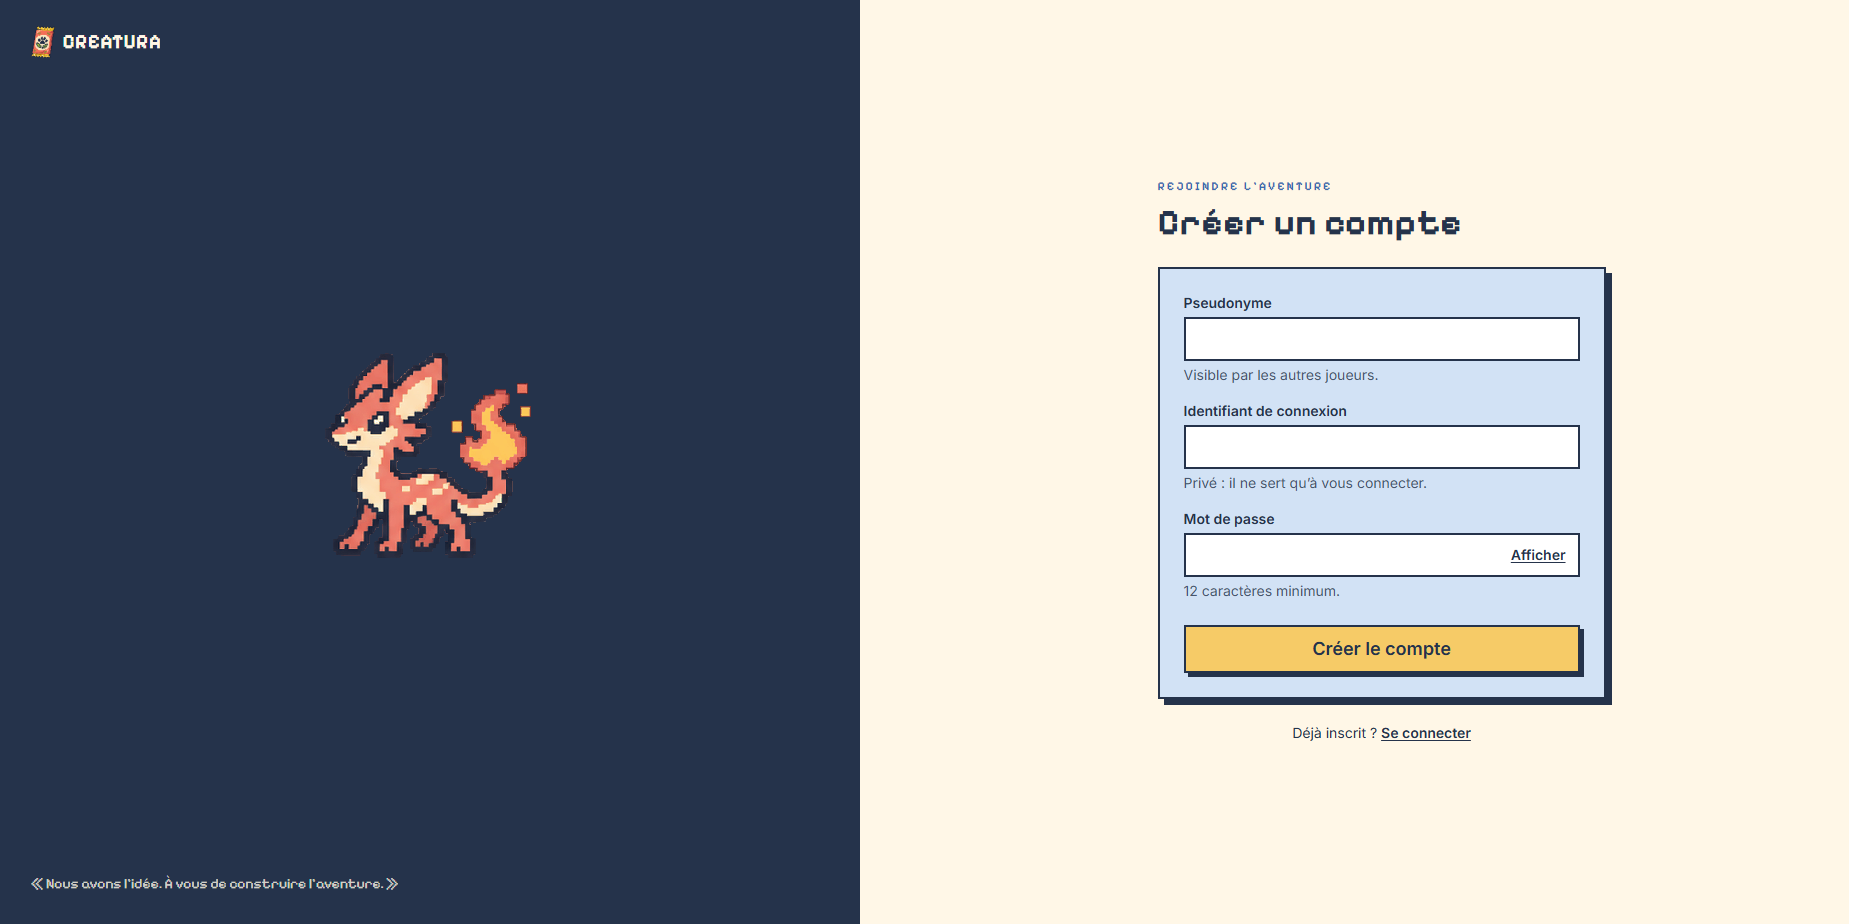 CREATURA
REJOINDRE L'AVENTURE
Créer un compte
Pseudonyme
Visible par les autres joueurs.
Identifiant de connexion
Privé : il ne sert qu’à vous connecter.
Mot de passe
Afficher
12 caractères minimum.
Créer le compte
Déjà inscrit ? Se connecter
« Nous avons l'idée. À vous de construire l'aventure. »